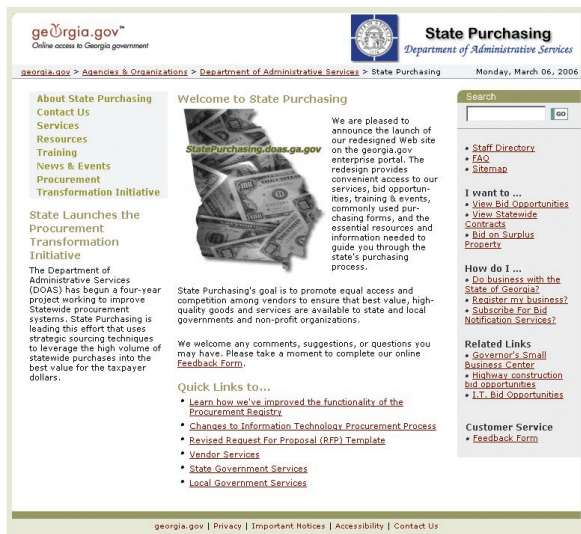 georgia.gov™
Online access to Georgia government
State Purchasing
Department of Administrative Services
georgia.gov > Agencies & Organizations > Department of Administrative Services > State Purchasing
Monday, March 06, 2006
About State Purchasing
Contact Us
Services
Resources
Training
News & Events
Procurement
Transformation Initiative
State Launches the
Procurement
Transformation
Initiative
The Department of
Administrative Services
(DOAS) has begun a four-year
project working to improve
Statewide procurement
systems. State Purchasing is
leading this effort that uses
strategic sourcing techniques
to leverage the high volume of
statewide purchases into the
best value for the taxpayer
dollars.
Welcome to State Purchasing
StatePurchasing.doas.ga.gov
We are pleased to
announce the launch of
our redesigned Web site
on the georgia.gov
enterprise portal. The
redesign provides
convenient access to our
services, bid opportun-
ities, training & events,
commonly used pur-
chasing forms, and the
essential resources and
information needed to
guide you through the
state's purchasing
process.
State Purchasing's goal is to promote equal access and
competition among vendors to ensure that best value, high-
quality goods and services are available to state and local
governments and non-profit organizations.
We welcome any comments, suggestions, or questions you
may have. Please take a moment to complete our online
Feedback Form.
Quick Links to...
• Learn how we've improved the functionality of the
Procurement Registry
• Changes to Information Technology Procurement Process
• Revised Request For Proposal (RFP) Template
• Vendor Services
• State Government Services
• Local Government Services
Search
GO
• Staff Directory
• FAQ
• Sitemap
I want to ...
• View Bid Opportunities
• View Statewide
Contracts
• Bid on Surplus
Property
How do I ...
• Do business with the
State of Georgia?
• Register my business?
• Subscribe For Bid
Notification Services?
Related Links
• Governor's Small
Business Center
• Highway construction
bid opportunities
• I.T. Bid Opportunities
Customer Service
• Feedback Form
georgia.gov | Privacy | Important Notices | Accessibility | Contact Us